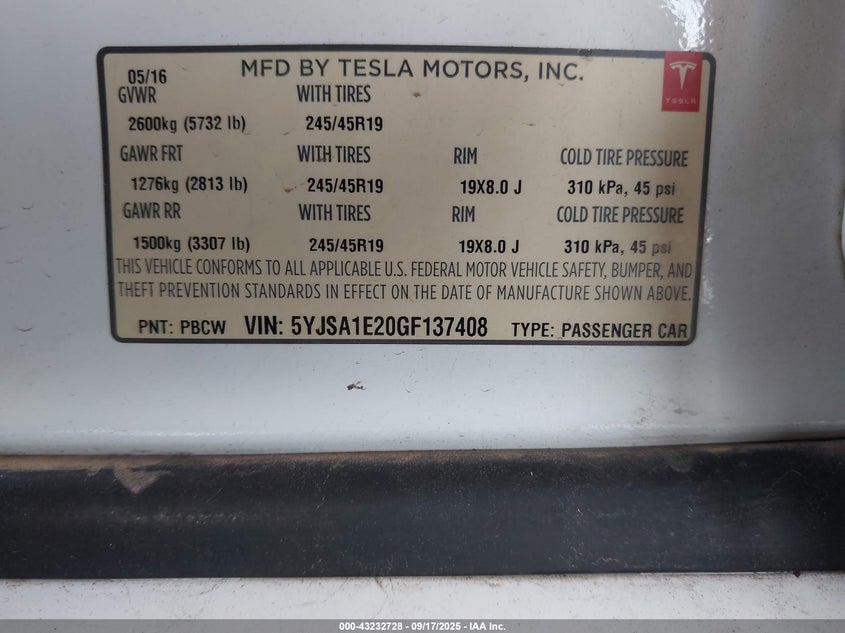 05/16 MFD BY TESLA MOTORS, INC.
TESLA
GVWR WITH TIRES
2600kg (5732 lb) 245/45R19
GAWR FRT WITH TIRES RIM COLD TIRE PRESSURE
1276kg (2813 lb) 245/45R19 19X8.0 J 310 kPa, 45 psi
GAWR RR WITH TIRES RIM COLD TIRE PRESSURE
1500kg (3307 lb) 245/45R19 19X8.0 J 310 kPa, 45 psi
THIS VEHICLE CONFORMS TO ALL APPLICABLE U.S. FEDERAL MOTOR VEHICLE SAFETY, BUMPER, AND
THEFT PREVENTION STANDARDS IN EFFECT ON THE DATE OF MANUFACTURE SHOWN ABOVE.
PNT: PBCW VIN: 5YJSA1E20GF137408 TYPE: PASSENGER CAR
000-43232728 - 09/17/2025 - IAA Inc.